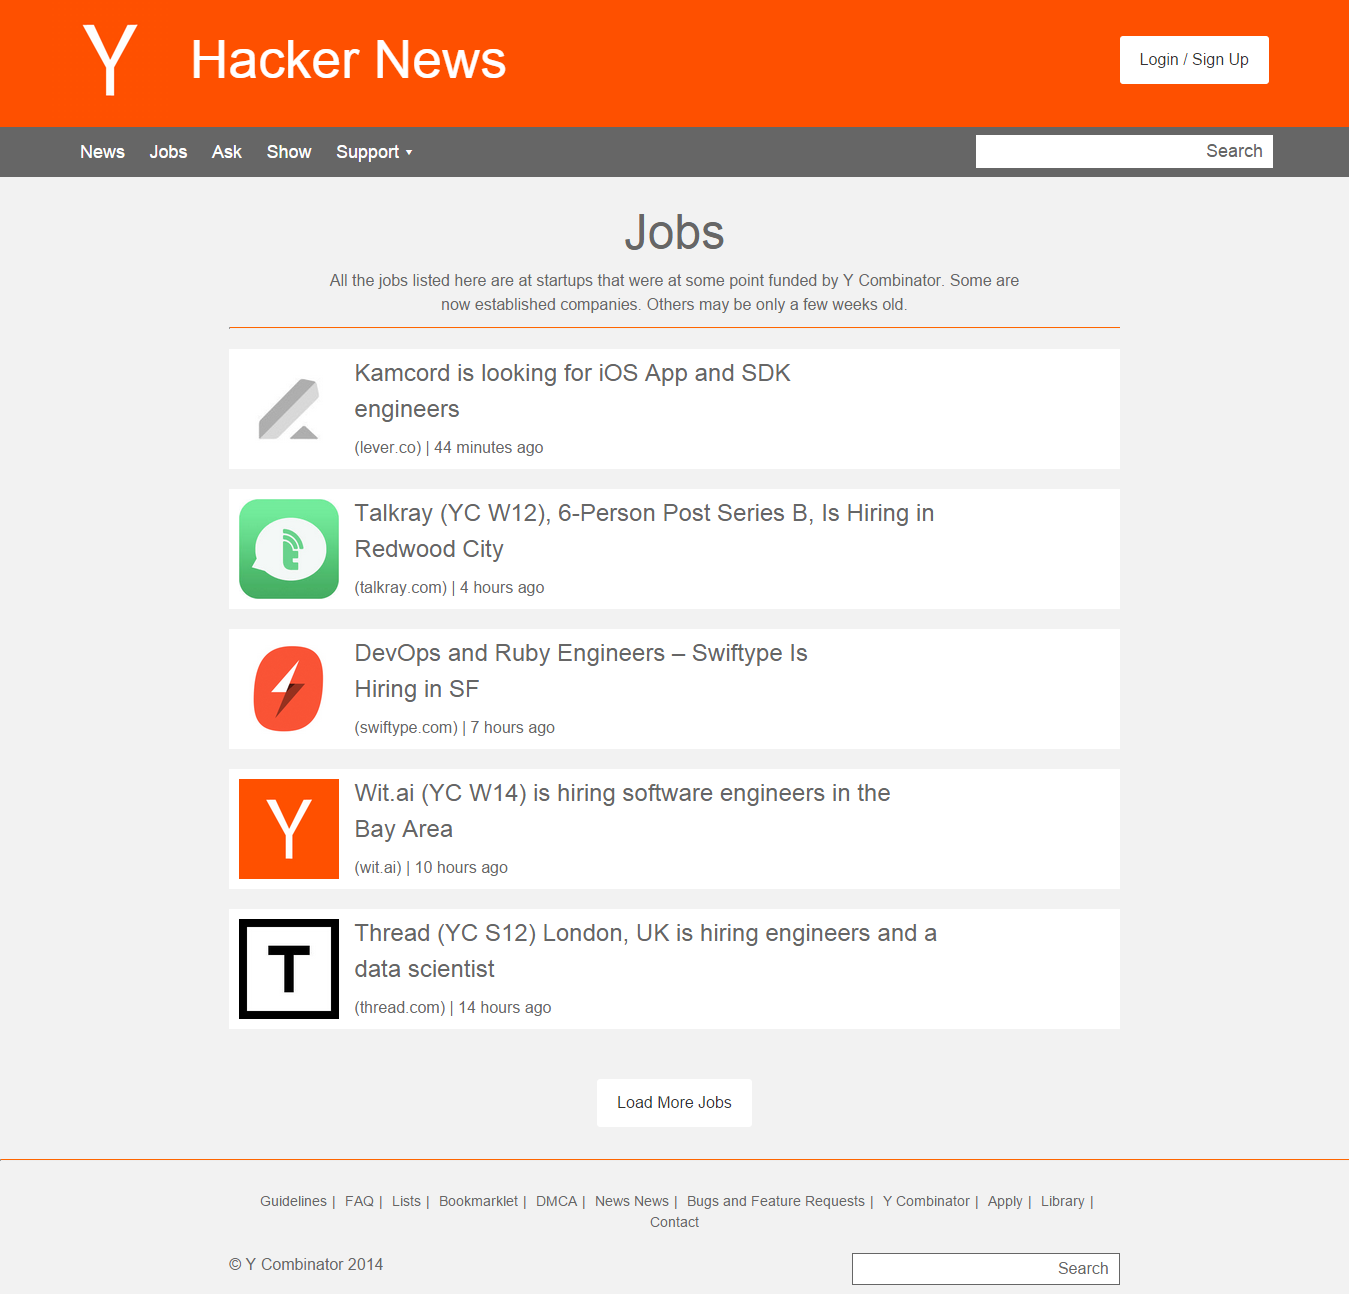 Y Hacker News
Login / Sign Up
News Jobs Ask Show Support
Search
Jobs
All the jobs listed here are at startups that were at some point funded by Y Combinator. Some are
now established companies. Others may be only a few weeks old.
Kamcord is looking for iOS App and SDK
engineers
(lever.co) | 44 minutes ago
Talkray (YC W12), 6-Person Post Series B, Is Hiring in
Redwood City
(talkray.com) | 4 hours ago
DevOps and Ruby Engineers – Swiftype Is
Hiring in SF
(swiftype.com) | 7 hours ago
Y
Wit.ai (YC W14) is hiring software engineers in the
Bay Area
(wit.ai) | 10 hours ago
T
Thread (YC S12) London, UK is hiring engineers and a
data scientist
(thread.com) | 14 hours ago
Load More Jobs
Guidelines | FAQ | Lists | Bookmarklet | DMCA | News News | Bugs and Feature Requests | Y Combinator | Apply | Library |
Contact
© Y Combinator 2014
Search